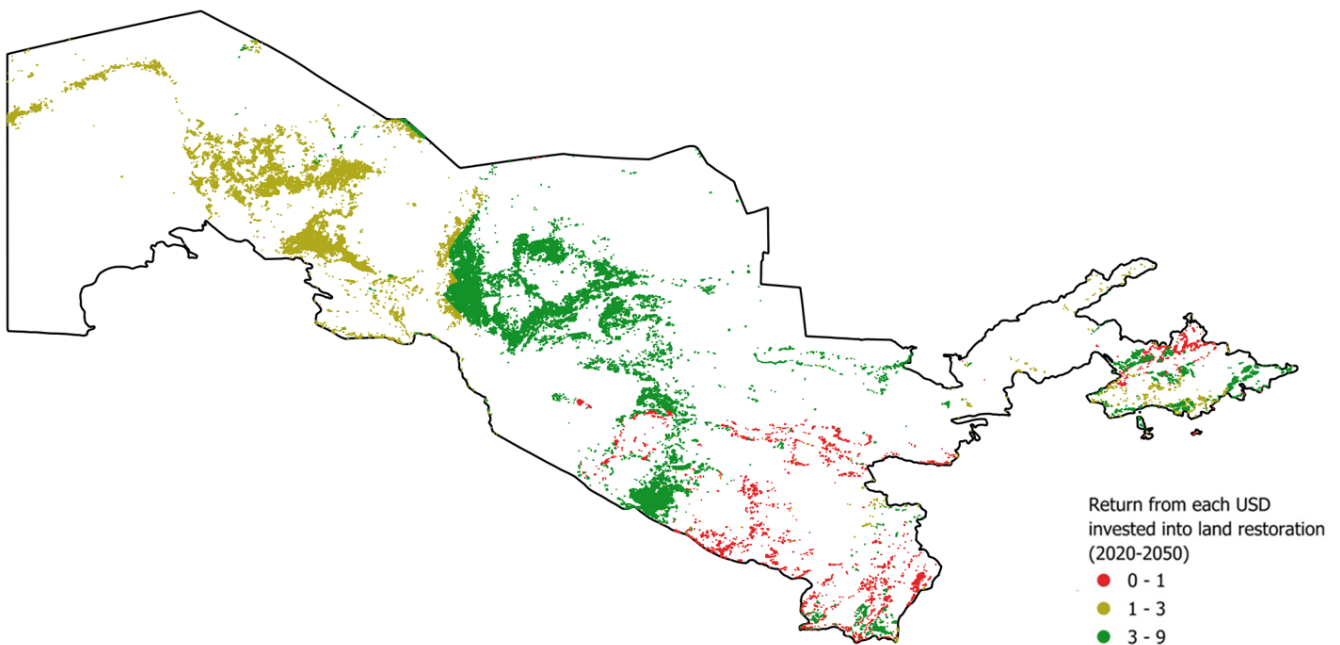 Return from each USD
invested into land restoration
(2020-2050)
0 - 1
1 - 3
3 - 9